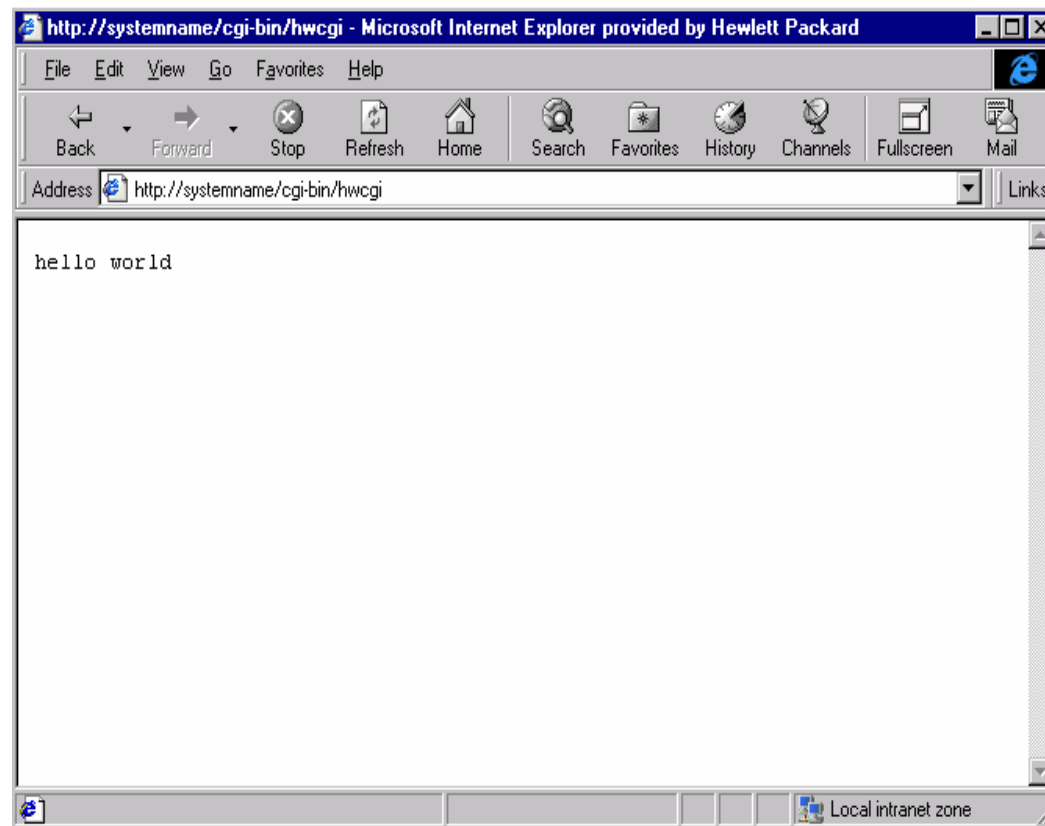 http://systemname/cgi-bin/hwcgi - Microsoft Internet Explorer provided by Hewlett Packard
File Edit View Go Favorites Help
Back Forward Stop Refresh Home Search Favorites History Channels Fullscreen Mail
Address http://systemname/cgi-bin/hwcgi Links
hello world
Local intranet zone